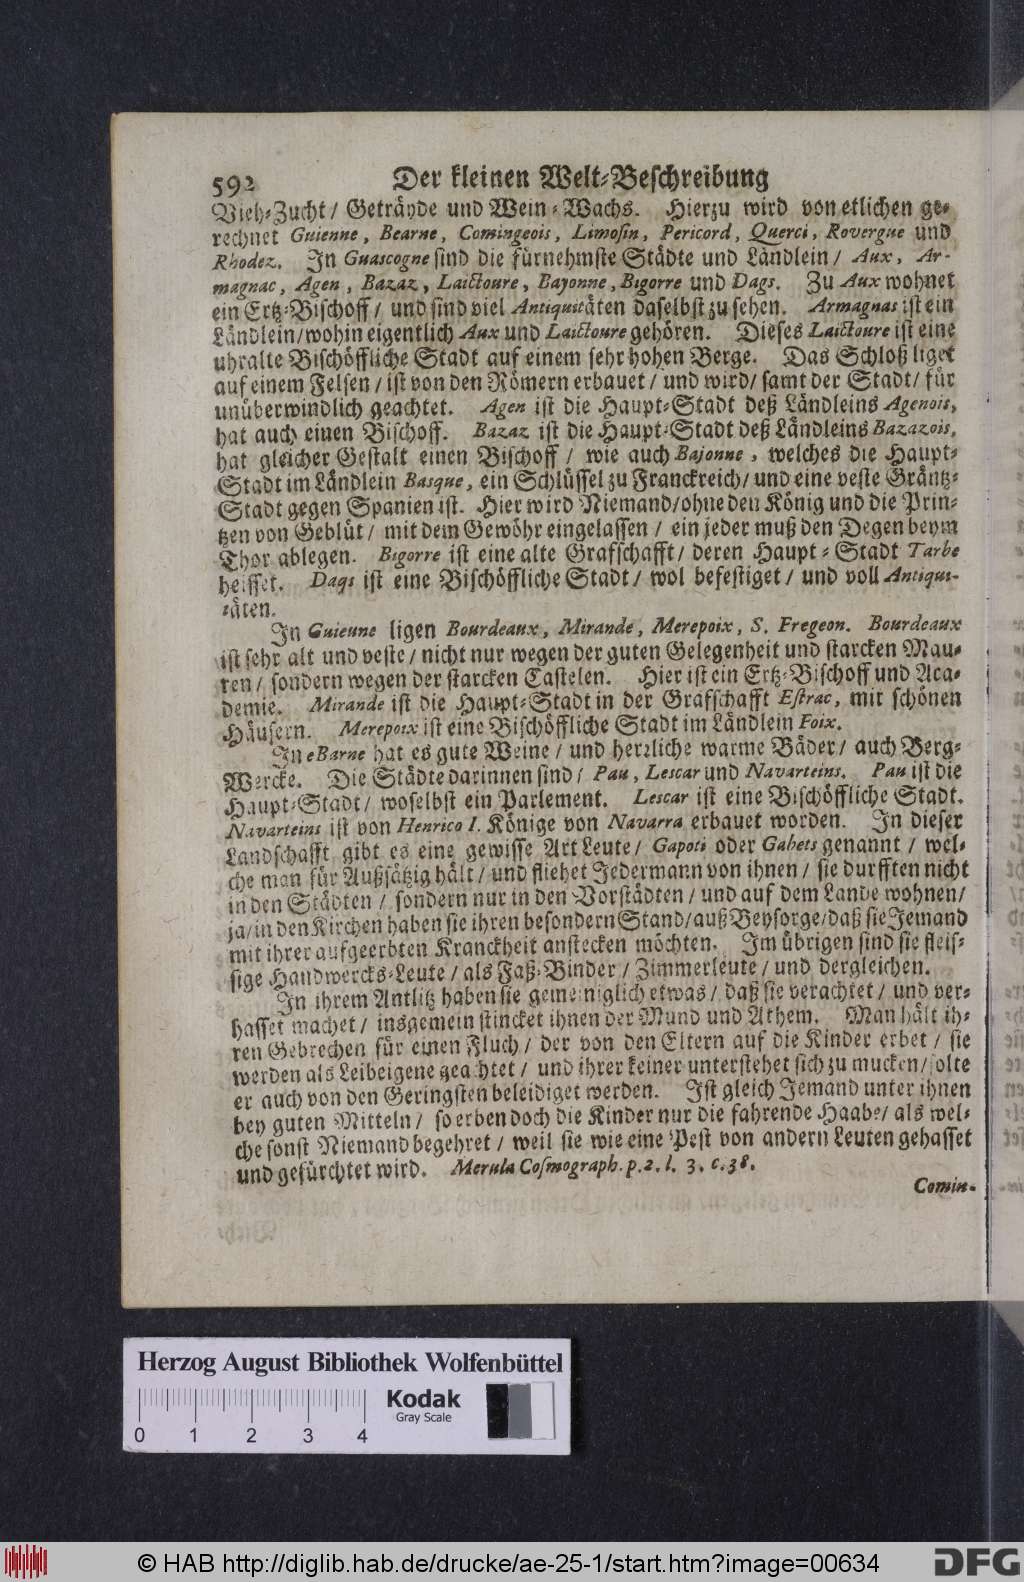 592 Der kleinen Welt-Beschreibung
Vieh-Zucht / Geträyde und Wein-Wachs. Hierzu wird von etlichen ge-
rechnet Guienne, Bearne, Comingeois, Limosin, Pericord, Querci, Rovergue und
Rhodez. In Guascogne sind die fürnehmste Städte und Ländlein / Aux, Ar-
magnac, Agen, Bazaz, Laictoure, Bayonne, Bigorre und Dags. Zu Aux wohnet
ein Ertz-Bischoff / und sind viel Antiquitäten daselbst zu sehen. Armagnas ist ein
Ländlein / wohin eigentlich Aux und Laictoure gehören. Dieses Laictoure ist eine
uhralte Bischöffliche Stadt auf einem sehr hohen Berge. Das Schloß liget
auf einem Felsen / ist von den Römern erbauet / und wird / samt der Stadt / für
unüberwindlich geachtet. Agen ist die Haupt-Stadt deß Ländleins Agenois,
hat auch einen Bischoff. Bazaz ist die Haupt-Stadt deß Ländleins Bazazois,
hat gleicher Gestalt einen Bischoff / wie auch Bajonne, welches die Haupt-
Stadt im Ländlein Basque, ein Schlüssel zu Franckreich / und eine veste Gräntz-
Stadt gegen Spanien ist. Hier wird Niemand / ohne den König und die Prin-
tzen von Geblüt / mit dem Gewöhr eingelassen / ein jeder muß den Degen beym
Thor ablegen. Bigorre ist eine alte Grafschafft / deren Haupt-Stadt Tarbe
heisset. Daqs ist eine Bischöffliche Stadt / wol befestiget / und voll Antiqui-
täten.
In Guieune ligen Bourdeaux, Mirande, Merepoix, S. Fregeon. Bourdeaux
ist sehr alt und veste / nicht nur wegen der guten Gelegenheit und starcken Mau-
ren / sondern wegen der starcken Castelen. Hier ist ein Ertz-Bischoff und Aca-
demie. Mirande ist die Haupt-Stadt in der Grafschafft Estrac, mit schönen
Häusern. Merepoix ist eine Bischöffliche Stadt im Ländlein Foix.
In eBarne hat es gute Weine / und herzliche warme Bäder / auch Berg-
Wercke. Die Städte darinnen sind / Pau, Lescar und Navarteins. Pau ist die
Haupt-Stadt / woselbst ein Parlement. Lescar ist eine Bischöffliche Stadt.
Navarteins ist von Henrico I. Könige von Navarra erbauet worden. In dieser
Landschafft gibt es eine gewisse Art Leute / Gapoti oder Gahets genannt / wel-
che man für Außsätzig hält / und fliehet Jedermann von ihnen / sie durfften nicht
in den Städten / sondern nur in den Vorstädten / und auf dem Lande wohnen /
ja / in den Kirchen haben sie ihren besondern Stand / auß Beysorge / daß sie Jemand
mit ihrer aufgeerbten Kranckheit anstecken möchten. Im übrigen sind sie fleis-
sige Handwercks-Leute / als Faß-Binder / Zimmerleute / und dergleichen.
In ihrem Antlitz haben sie gemeiniglich etwas / daß sie verachtet / und ver-
hasset machet / insgemein stincket ihnen der Mund und Athem. Man hält ih-
ren Gebrechen für einen Fluch / der von den Eltern auf die Kinder erbet / sie
werden als Leibeigene geachtet / und ihrer keiner unterstehet sich zu mucken / solte
er auch von den Geringsten beleidiget werden. Ist gleich Jemand unter ihnen
bey guten Mitteln / so erben doch die Kinder nur die fahrende Haabe / als wel-
che sonst Niemand begehret / weil sie wie eine Pest von andern Leuten gehasset
und gefürchtet wird. Merula Cosmograph. p. 2. l. 3. c. 38.
Comin-
Herzog August Bibliothek Wolfenbüttel
Kodak
Gray Scale
0 1 2 3 4
© HAB http://diglib.hab.de/drucke/ae-25-1/start.htm?image=00634
DFG